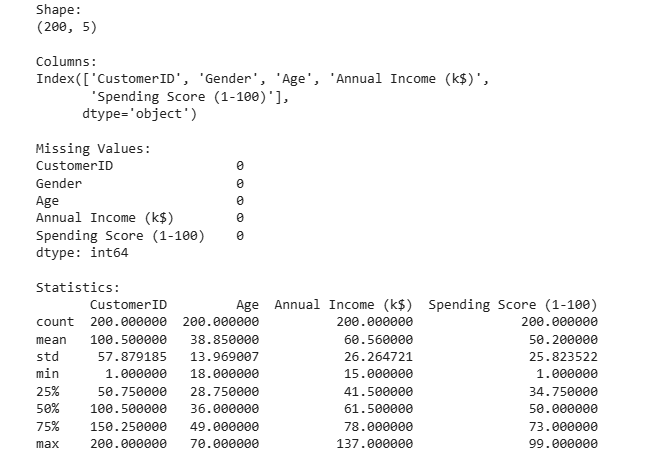 Shape:
(200, 5)
Columns:
Index(['CustomerID', 'Gender', 'Age', 'Annual Income (k$)',
       'Spending Score (1-100)'],
      dtype='object')
Missing Values:
CustomerID                0
Gender                    0
Age                       0
Annual Income (k$)        0
Spending Score (1-100)    0
dtype: int64
Statistics:
       CustomerID         Age  Annual Income (k$)  Spending Score (1-100)
count  200.000000  200.000000          200.000000              200.000000
mean   100.500000   38.850000           60.560000               50.200000
std     57.879185   13.969007           26.264721               25.823522
min      1.000000   18.000000           15.000000                1.000000
25%     50.750000   28.750000           41.500000               34.750000
50%    100.500000   36.000000           61.500000               50.000000
75%    150.250000   49.000000           78.000000               73.000000
max    200.000000   70.000000          137.000000               99.000000